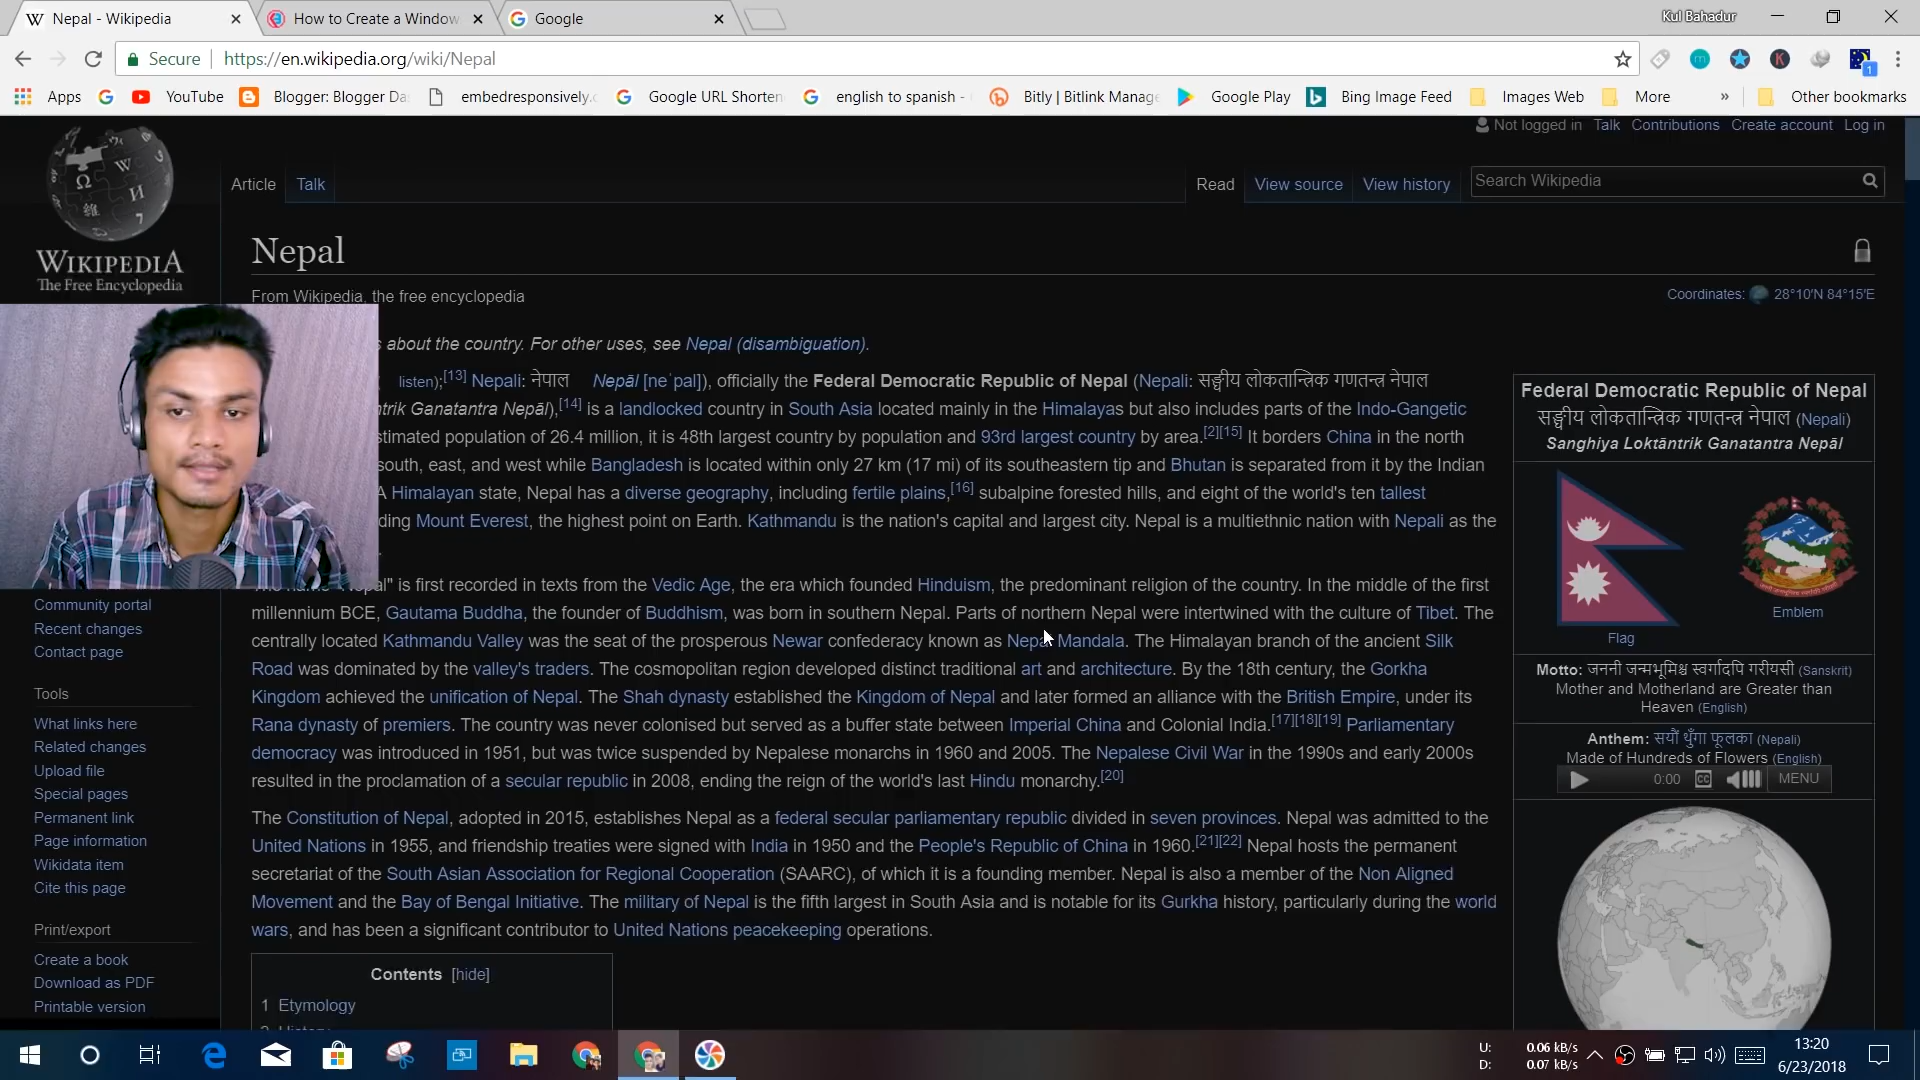 Nepal - Wikipedia
How to Create a Window
Google
Kul Bahadur
Secure
https://en.wikipedia.org/wiki/Nepal
Apps
YouTube
Blogger: Blogger Da
embedresponsively.c
Google URL Shorten
english to spanish -
Bitly | Bitlink Manage
Google Play
Bing Image Feed
Images Web
More
»
Other bookmarks
1
Not logged in Talk Contributions Create account Log in
WIKIPEDIA
The Free Encyclopedia
Article
Talk
Read
View source
View history
Search Wikipedia
Nepal
From Wikipedia, the free encyclopedia
Coordinates: 28°10′N 84°15′E
about the country. For other uses, see Nepal (disambiguation).
( listen);[13] Nepali: नेपाल Nepāl [neˈpal]), officially the Federal Democratic Republic of Nepal (Nepali: सङ्घीय लोकतान्त्रिक गणतन्त्र नेपाल
trik Ganatantra Nepāl),[14] is a landlocked country in South Asia located mainly in the Himalayas but also includes parts of the Indo-Gangetic
stimated population of 26.4 million, it is 48th largest country by population and 93rd largest country by area.[2][15] It borders China in the north
south, east, and west while Bangladesh is located within only 27 km (17 mi) of its southeastern tip and Bhutan is separated from it by the Indian
A Himalayan state, Nepal has a diverse geography, including fertile plains,[16] subalpine forested hills, and eight of the world's ten tallest
ding Mount Everest, the highest point on Earth. Kathmandu is the nation's capital and largest city. Nepal is a multiethnic nation with Nepali as the
.
pal" is first recorded in texts from the Vedic Age, the era which founded Hinduism, the predominant religion of the country. In the middle of the first
millennium BCE, Gautama Buddha, the founder of Buddhism, was born in southern Nepal. Parts of northern Nepal were intertwined with the culture of Tibet. The
centrally located Kathmandu Valley was the seat of the prosperous Newar confederacy known as Nepal Mandala. The Himalayan branch of the ancient Silk
Road was dominated by the valley's traders. The cosmopolitan region developed distinct traditional art and architecture. By the 18th century, the Gorkha
Kingdom achieved the unification of Nepal. The Shah dynasty established the Kingdom of Nepal and later formed an alliance with the British Empire, under its
Rana dynasty of premiers. The country was never colonised but served as a buffer state between Imperial China and Colonial India.[17][18][19] Parliamentary
democracy was introduced in 1951, but was twice suspended by Nepalese monarchs in 1960 and 2005. The Nepalese Civil War in the 1990s and early 2000s
resulted in the proclamation of a secular republic in 2008, ending the reign of the world's last Hindu monarchy.[20]
The Constitution of Nepal, adopted in 2015, establishes Nepal as a federal secular parliamentary republic divided in seven provinces. Nepal was admitted to the
United Nations in 1955, and friendship treaties were signed with India in 1950 and the People's Republic of China in 1960.[21][22] Nepal hosts the permanent
secretariat of the South Asian Association for Regional Cooperation (SAARC), of which it is a founding member. Nepal is also a member of the Non Aligned
Movement and the Bay of Bengal Initiative. The military of Nepal is the fifth largest in South Asia and is notable for its Gurkha history, particularly during the world
wars, and has been a significant contributor to United Nations peacekeeping operations.
Contents [hide]
1 Etymology
Community portal
Recent changes
Contact page
Tools
What links here
Related changes
Upload file
Special pages
Permanent link
Page information
Wikidata item
Cite this page
Print/export
Create a book
Download as PDF
Printable version
Federal Democratic Republic of Nepal
सङ्घीय लोकतान्त्रिक गणतन्त्र नेपाल (Nepali)
Sanghiya Loktāntrik Ganatantra Nepāl
Flag
Emblem
Motto: जननी जन्मभूमिश्च स्वर्गादपि गरीयसी (Sanskrit)
Mother and Motherland are Greater than
Heaven (English)
Anthem: सयौँ थुँगा फूलका (Nepali)
Made of Hundreds of Flowers (English)
0:00
CC
MENU
U: 0.06 kB/s
D: 0.07 kB/s
13:20
6/23/2018